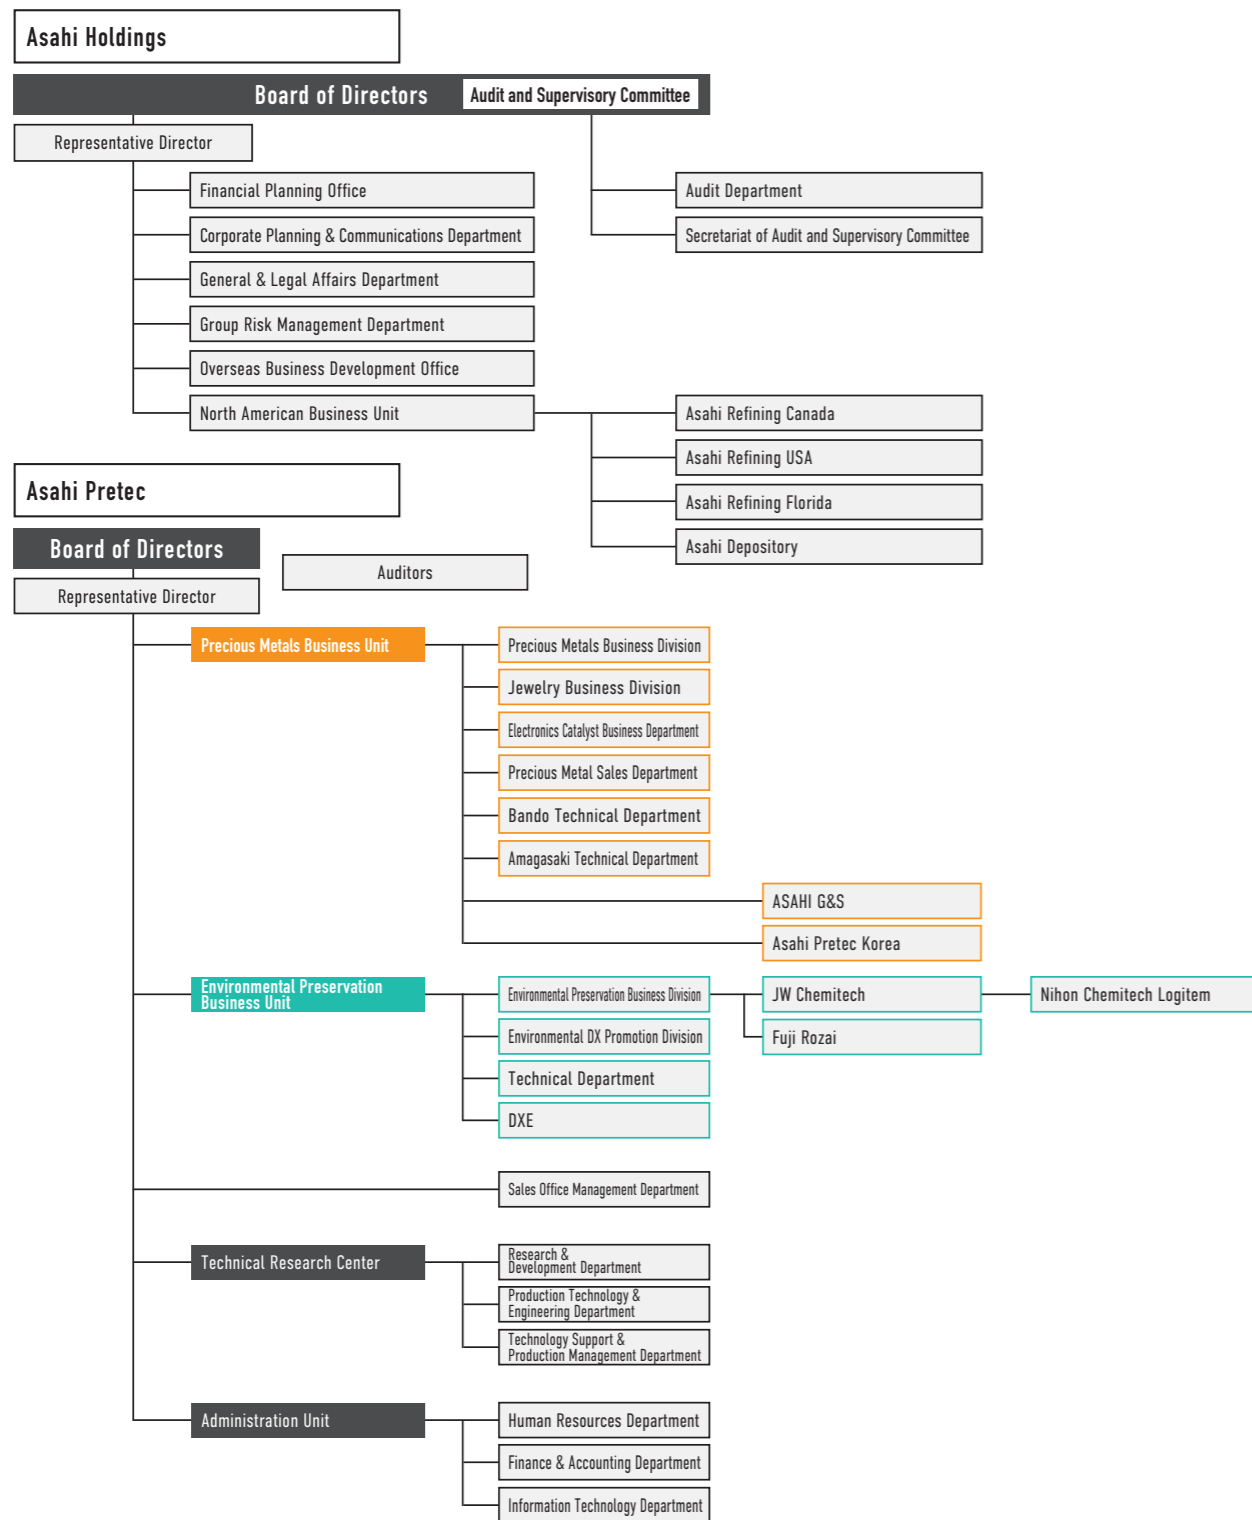 Asahi Holdings
Board of Directors
Audit and Supervisory Committee
Representative Director
Financial Planning Office
Audit Department
Corporate Planning & Communications Department
Secretariat of Audit and Supervisory Committee
General & Legal Affairs Department
Group Risk Management Department
Overseas Business Development Office
North American Business Unit
Asahi Refining Canada
Asahi Refining USA
Asahi Refining Florida
Asahi Depository
Asahi Pretec
Board of Directors
Auditors
Representative Director
Precious Metals Business Unit
Precious Metals Business Division
Jewelry Business Division
Electronics Catalyst Business Department
Precious Metal Sales Department
Bando Technical Department
Amagasaki Technical Department
ASAHI G&S
Asahi Pretec Korea
Environmental Preservation
Business Unit
Environmental Preservation Business Division
JW Chemitech
Nihon Chemitech Logitem
Environmental DX Promotion Division
Fuji Rozai
Technical Department
DXE
Sales Office Management Department
Technical Research Center
Research &
Development Department
Production Technology &
Engineering Department
Technology Support &
Production Management Department
Administration Unit
Human Resources Department
Finance & Accounting Department
Information Technology Department